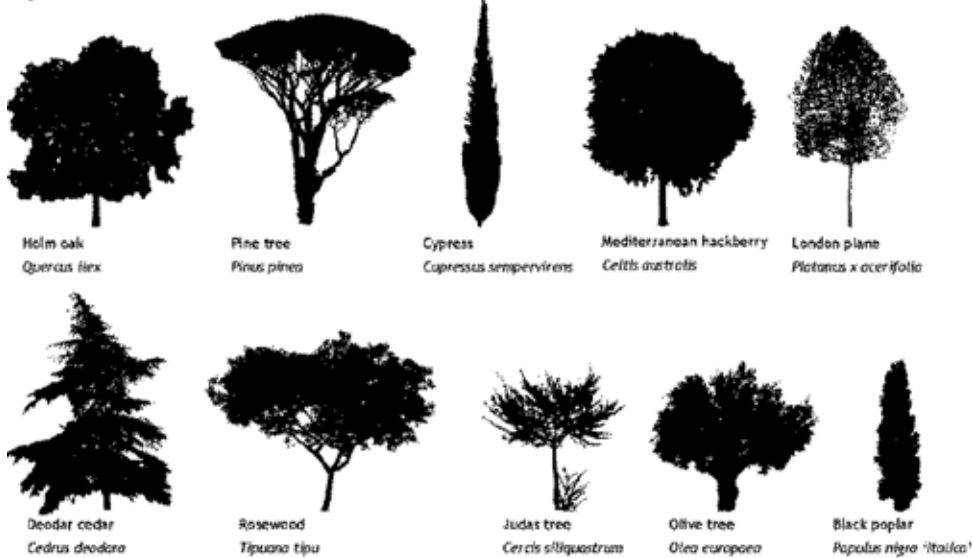 Holm oak
Quercus ilex
Pine tree
Pinus pinea
Cypress
Cupressus sempervirens
Mediterranean hackberry
Celtis australis
London plane
Platanus x acerifolia
Deodar cedar
Cedrus deodara
Rosewood
Tipuana tipu
Judas tree
Cercis siliquastrum
Olive tree
Olea europaea
Black poplar
Populus nigra 'Italica'